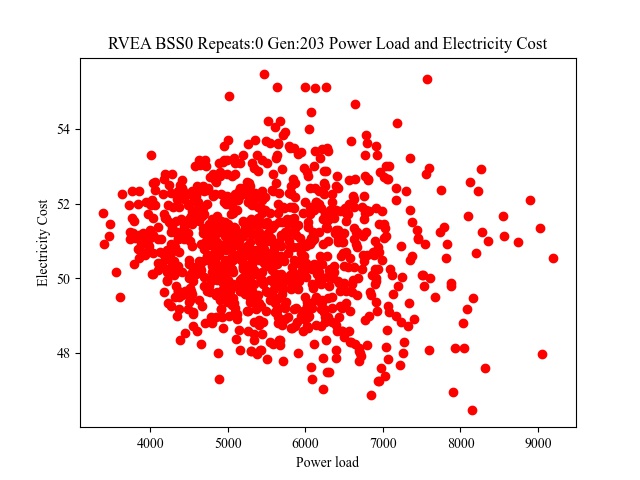 RVEA BSS0 Repeats:0 Gen:203 Power Load and Electricity Cost
54
52
50
48
Electricity Cost
4000 5000 6000 7000 8000 9000
Power load